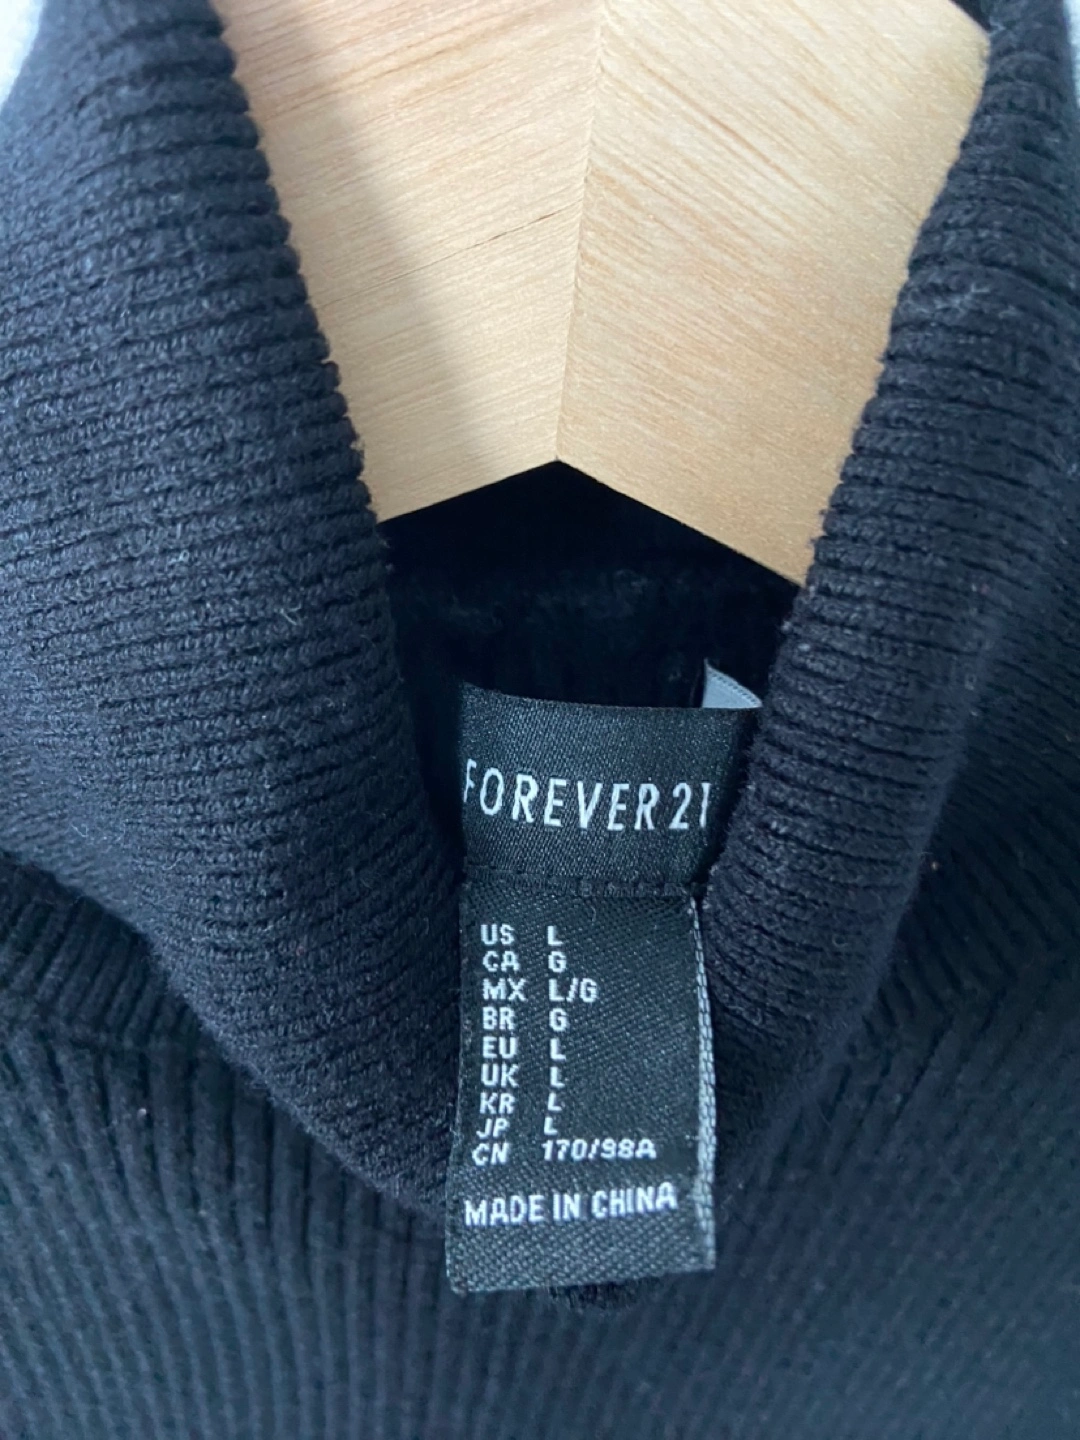 FOREVER 21
US L
CA G
MX L/G
BR G
EU L
UK L
KR L
JP L
CN 170/98A
MADE IN CHINA